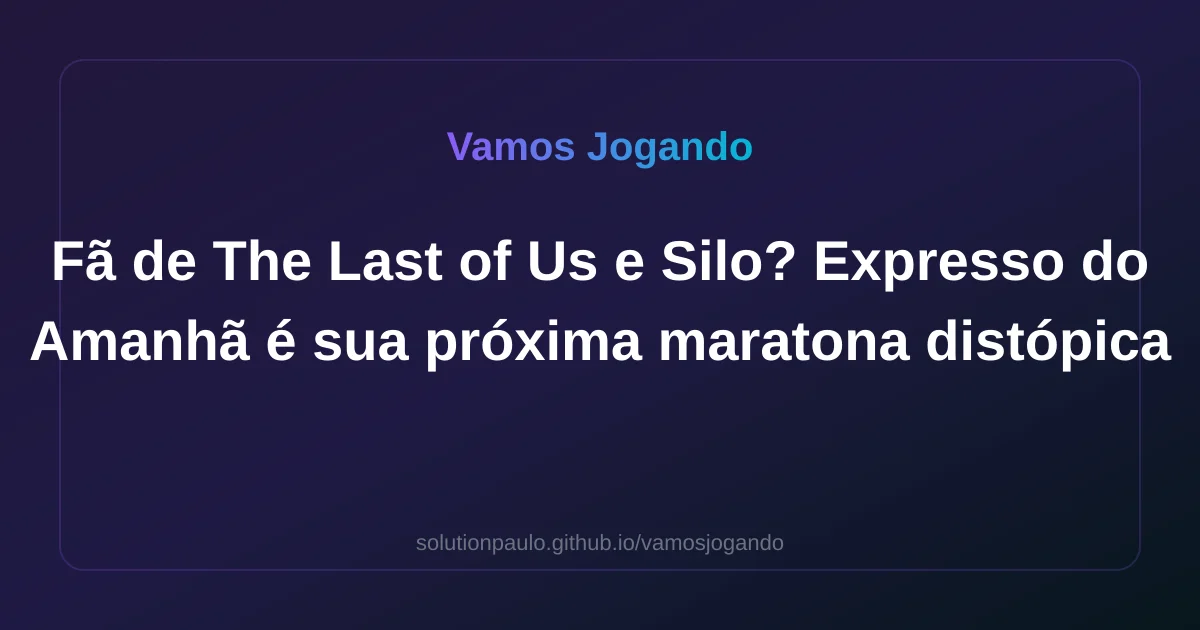 Vamos Jogando
Fã de The Last of Us e Silo? Expresso do
Amanhã é sua próxima maratona distópica
solutionpaulo.github.io/vamosjogando